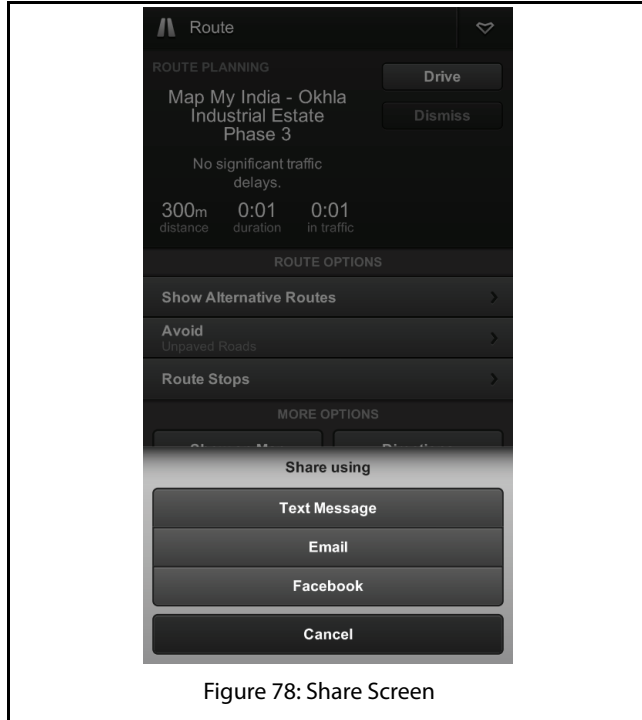 Route
ROUTE PLANNING
Drive
Map My India - Okhla
Industrial Estate
Phase 3
Dismiss
No significant traffic
delays.
300m 0:01 0:01
distance duration in traffic
ROUTE OPTIONS
Show Alternative Routes
Avoid
Unpaved Roads
Route Stops
MORE OPTIONS
Share using
Text Message
Email
Facebook
Cancel
Figure 78: Share Screen